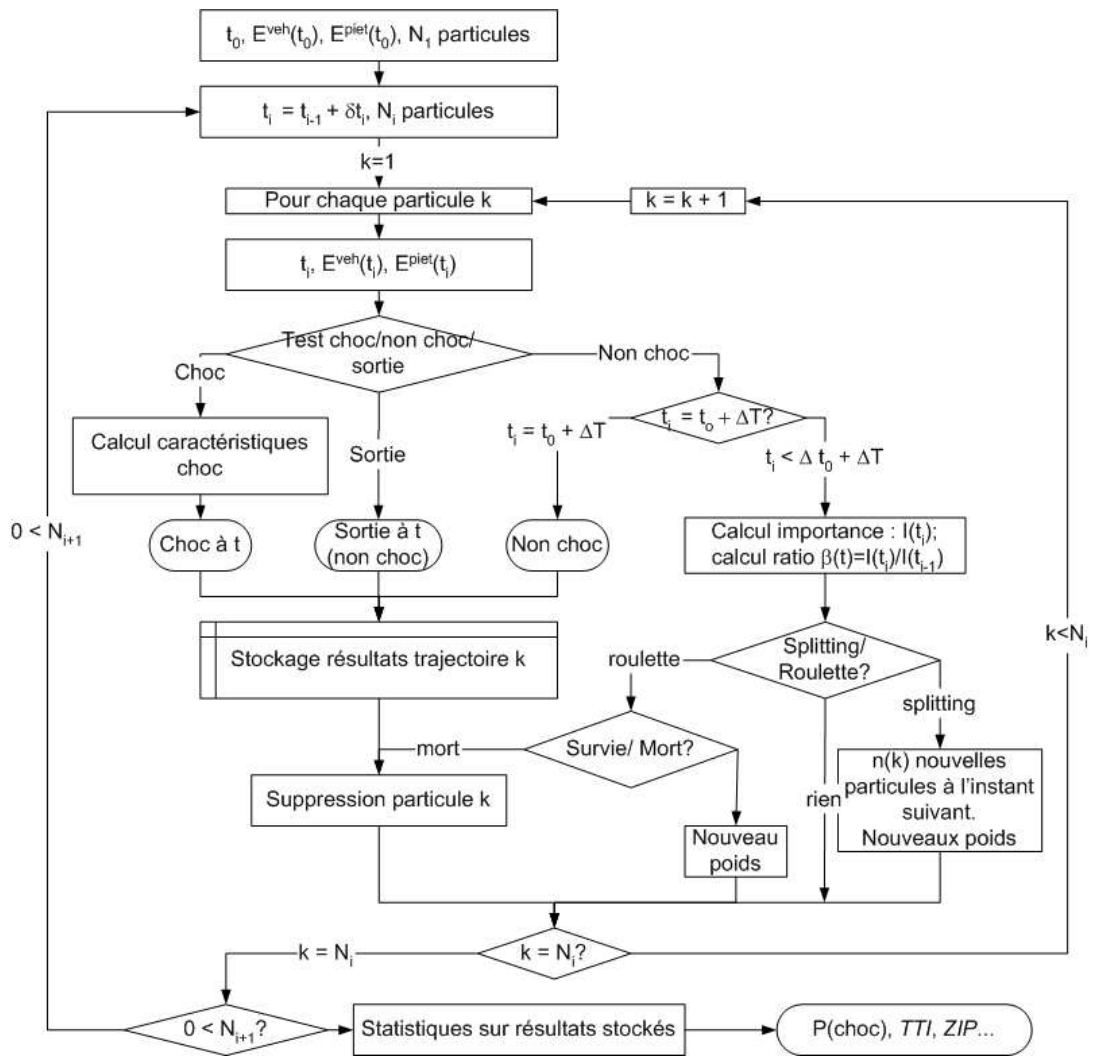 t₀, Eᵛᵉʰ(t₀), Eᵖⁱᵉᵗ(t₀), N₁ particules
tᵢ = tᵢ₋₁ + δtᵢ, Nᵢ particules
k=1
Pour chaque particule k
k = k + 1
tᵢ, Eᵛᵉʰ(tᵢ), Eᵖⁱᵉᵗ(tᵢ)
Test choc/non choc/
sortie
Choc
Non choc
Calcul caractéristiques
choc
Sortie
tᵢ = tₒ + ΔT?
tᵢ = t₀ + ΔT
tᵢ < Δ t₀ + ΔT
0 < Nᵢ₊₁
Choc à t
Sortie à t
(non choc)
Non choc
Calcul importance : I(tᵢ);
calcul ratio β(t)=I(tᵢ)/I(tᵢ₋₁)
k<Nᵢ
Stockage résultats trajectoire k
roulette
Splitting/
Roulette?
splitting
mort
Survie/ Mort?
Suppression particule k
rien
n(k) nouvelles
particules à l'instant
suivant.
Nouveaux poids
Nouveau
poids
k = Nᵢ
k = Nᵢ?
0 < Nᵢ₊₁?
Statistiques sur résultats stockés
P(choc), TTI, ZIP...